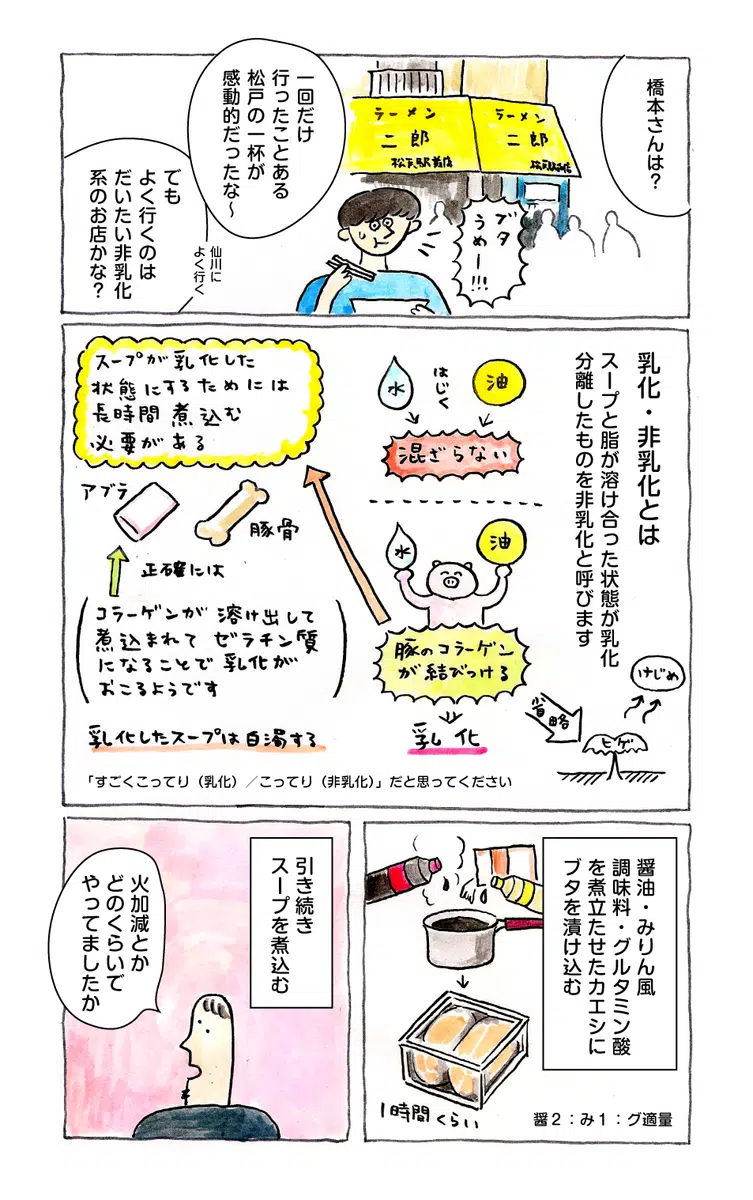 橋本さんは？
ラーメン
二郎
松戸駅前店
ラーメン
二郎
松戸駅前店
一回だけ
行ったことある
松戸の一杯が
感動的だったな〜
ブタ
うめー!!!
でも
よく行くのは
だいたい非乳化
系のお店かな？
仙川に
よく行く
乳化・非乳化とは
スープと脂が溶け合った状態が乳化
分離したものを非乳化と呼びます
水
はじく
油
混ざらない
水
油
豚のコラーゲン
が結びつける
乳化
スープが乳化した
状態にするためには
長時間煮込む
必要がある
アブラ
豚骨
正確には
(コラーゲンが溶け出して
煮込まれてゼラチン質
になることで乳化が
おこるようです)
乳化したスープは白濁する
省略
ヒゲ
けじめ
「すごくこってり（乳化）／こってり（非乳化）」だと思ってください
醤油・みりん風
調味料・グルタミン酸
を煮立たせたカエシに
ブタを漬け込む
1時間くらい
醤２：み１：グ適量
引き続き
スープを煮込む
火加減とか
どのくらいで
やってましたか